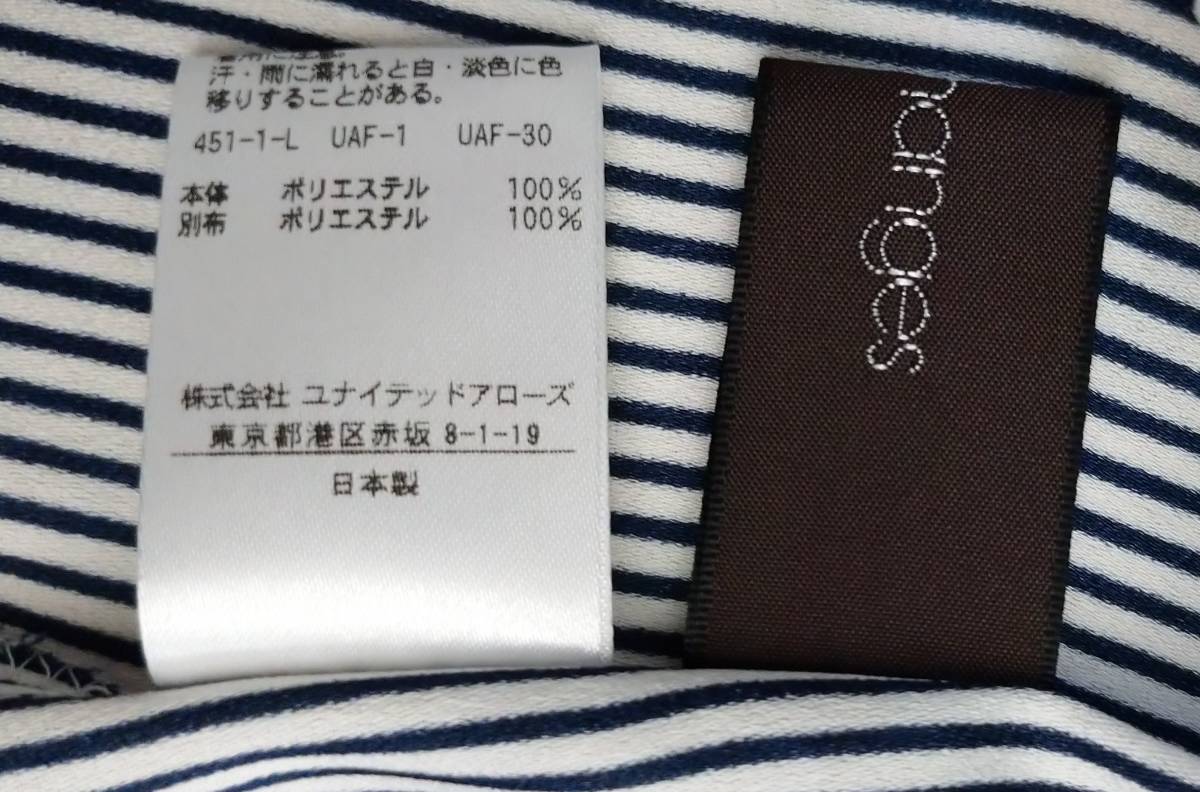 汗・雨に濡れると白・淡色に色
移りすることがある。
451-1-L UAF-1 UAF-30
本体 ポリエステル 100%
別布 ポリエステル 100%
株式会社 ユナイテッドアローズ
東京都港区赤坂 8-1-19
日本製
anges